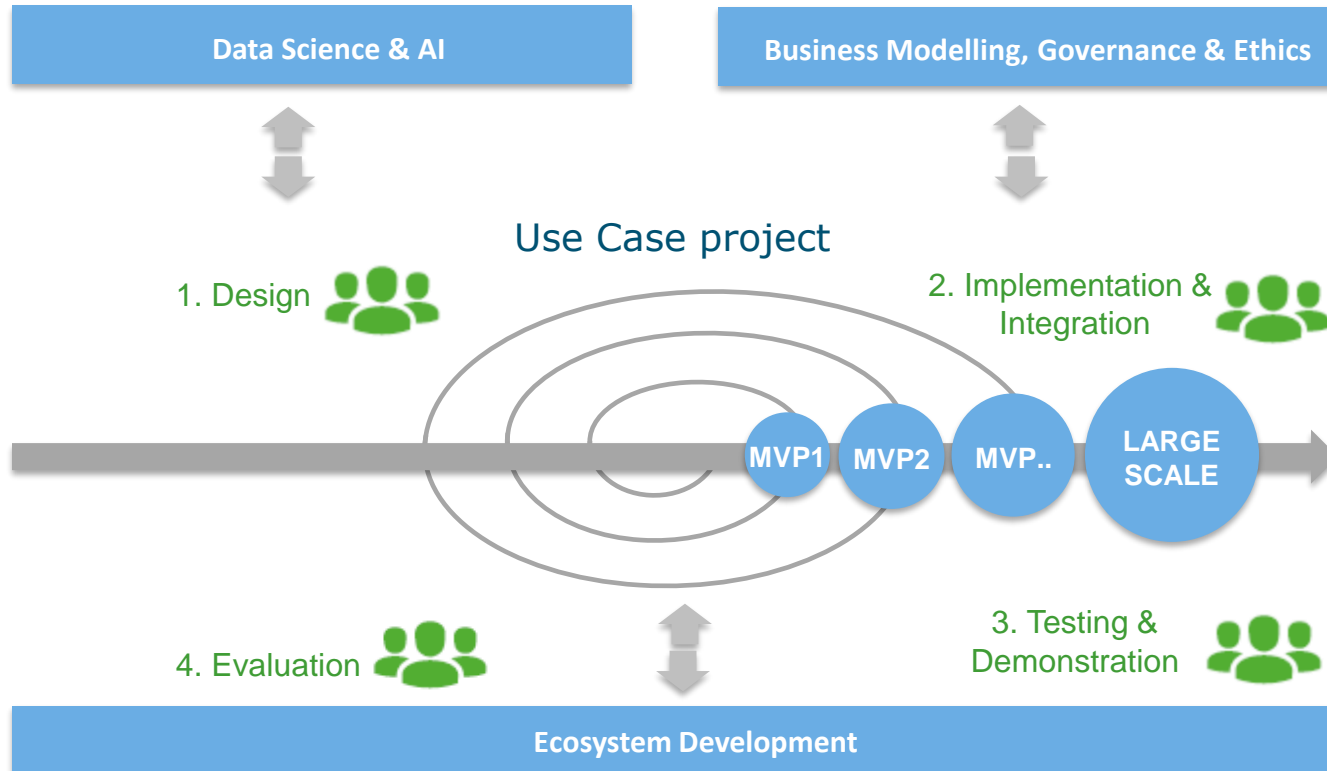 Data Science & AI
Business Modelling, Governance & Ethics
Use Case project
1. Design
2. Implementation &
Integration
MVP1
MVP2
MVP..
LARGE
SCALE
4. Evaluation
3. Testing &
Demonstration
Ecosystem Development